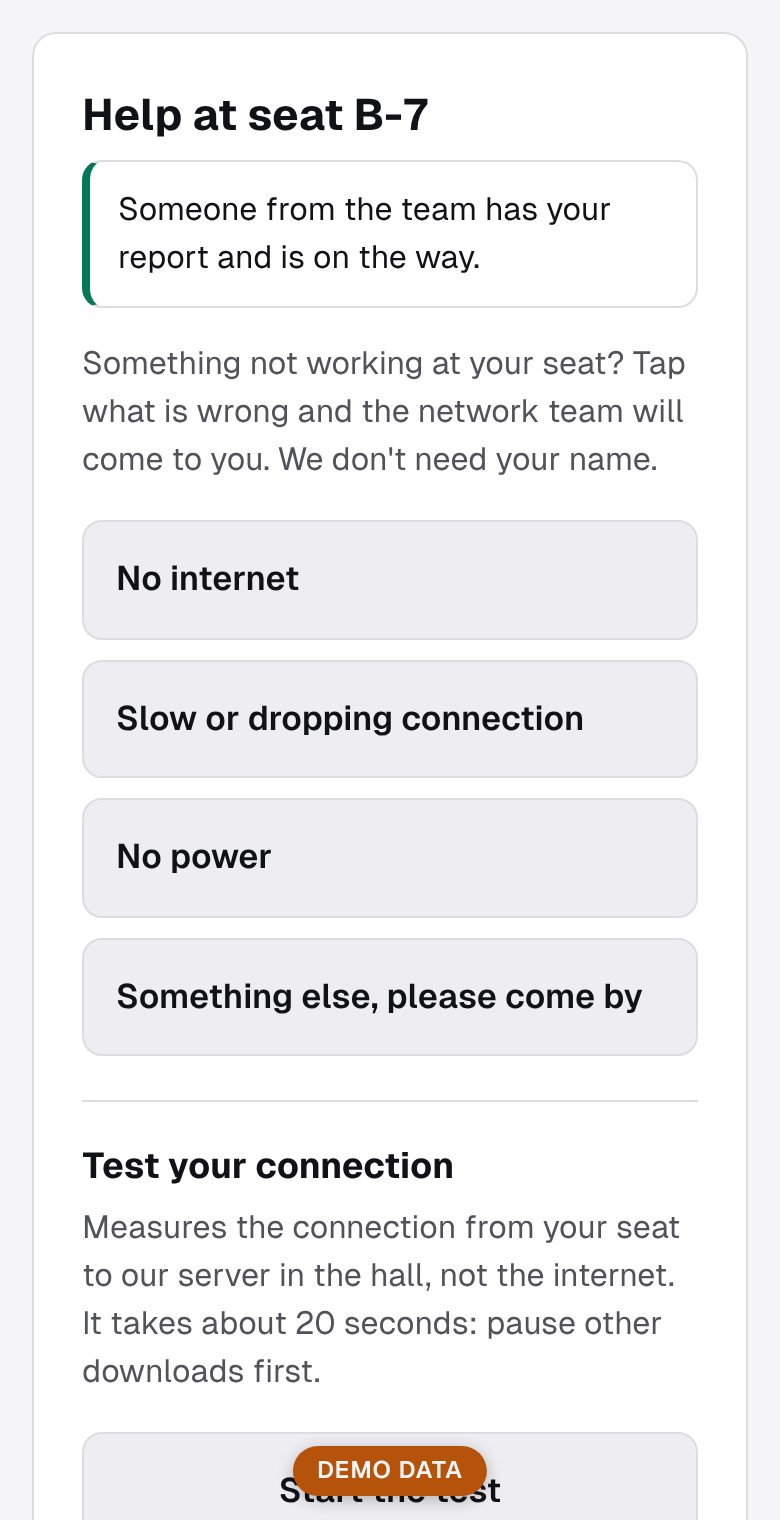 Help at seat B-7
Someone from the team has your
report and is on the way.
Something not working at your seat? Tap
what is wrong and the network team will
come to you. We don't need your name.
No internet
Slow or dropping connection
No power
Something else, please come by
Test your connection
Measures the connection from your seat
to our server in the hall, not the internet.
It takes about 20 seconds: pause other
downloads first.
DEMO DATA
Start the test